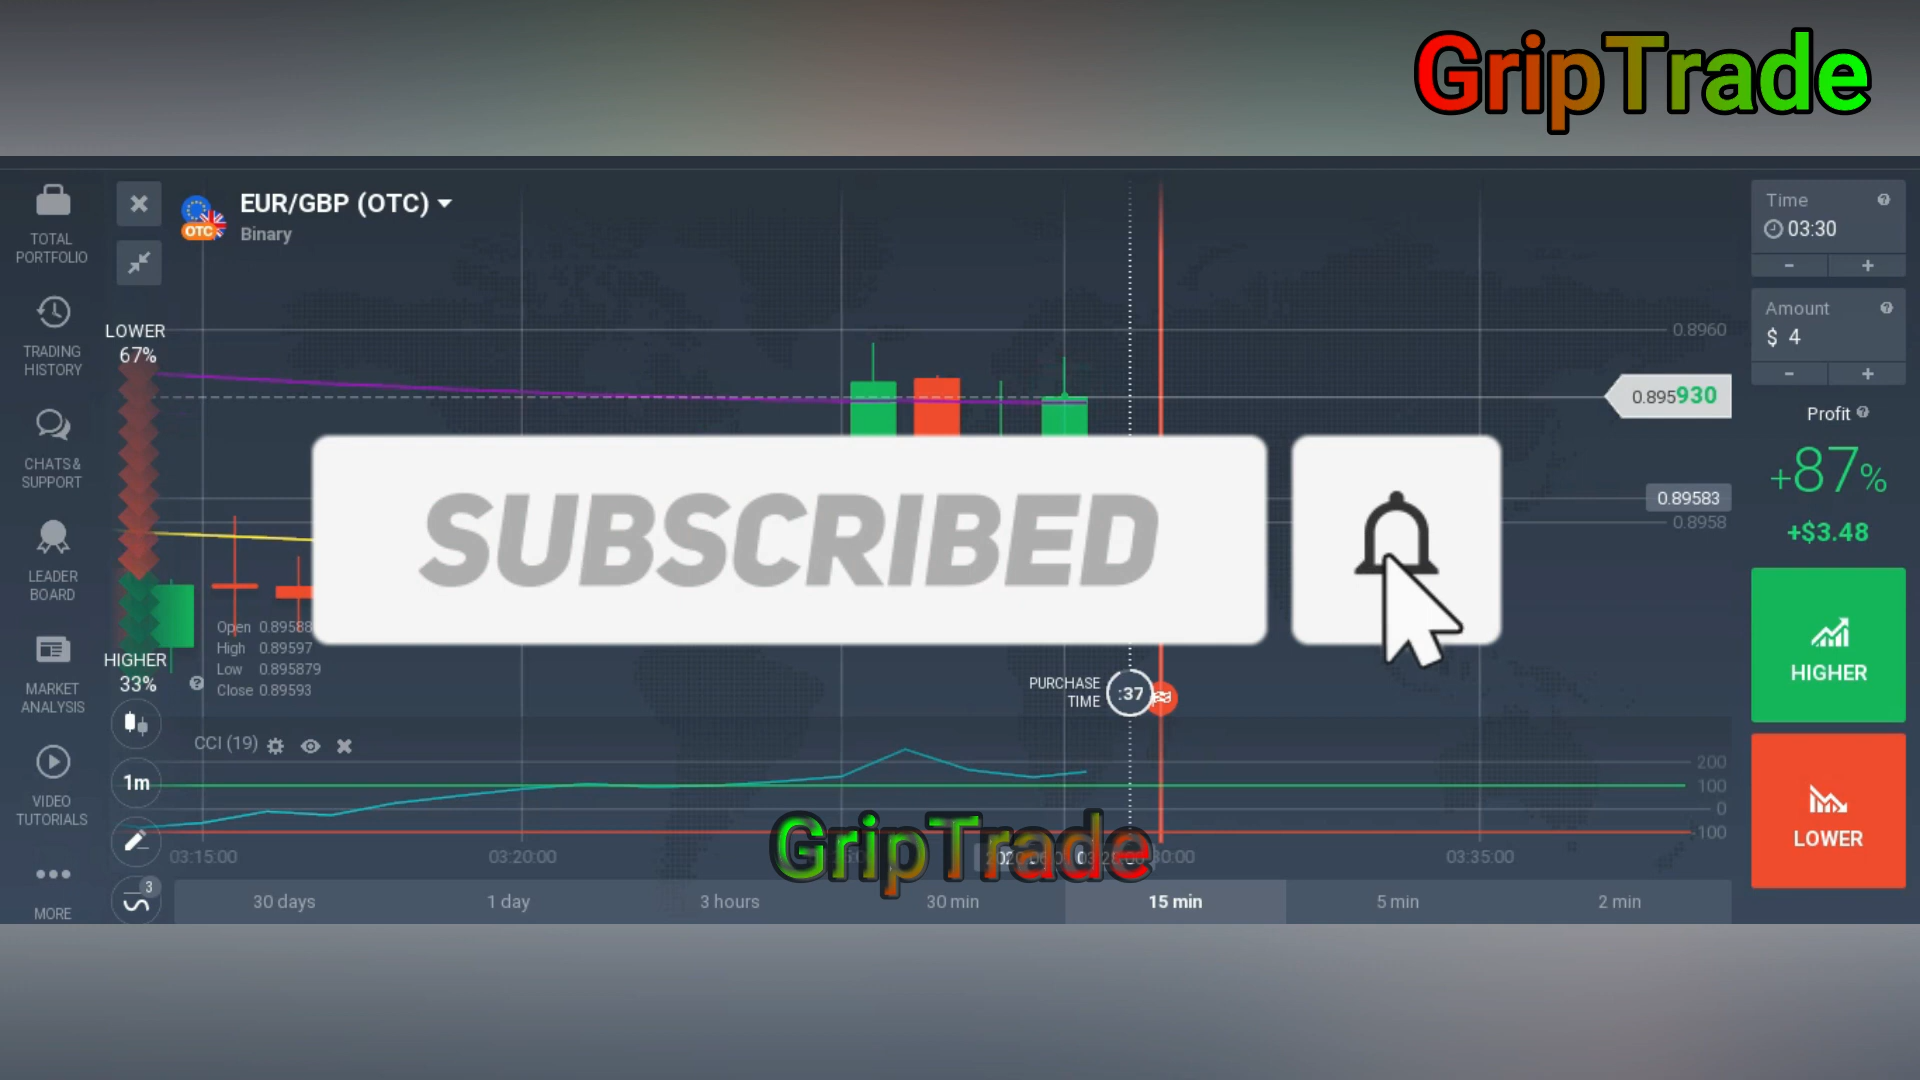 GripTrade
TOTAL
PORTFOLIO
TRADING
HISTORY
CHATS &
SUPPORT
LEADER
BOARD
MARKET
ANALYSIS
VIDEO
TUTORIALS
MORE
EUR/GBP (OTC)
OTC
Binary
LOWER
67%
HIGHER
33%
1m
3
Open 0.89588
High 0.89597
Low 0.895879
Close 0.89593
SUBSCRIBED
PURCHASE
TIME
:37
CCI (19)
0.8960
0.895930
0.89583
0.8958
200
100
0
-100
GripTrade
03:15:00
03:20:00
03:35:00
30 days
1 day
3 hours
30 min
15 min
5 min
2 min
Time
03:30
- +
Amount
$ 4
- +
Profit
+87%
+$3.48
HIGHER
LOWER